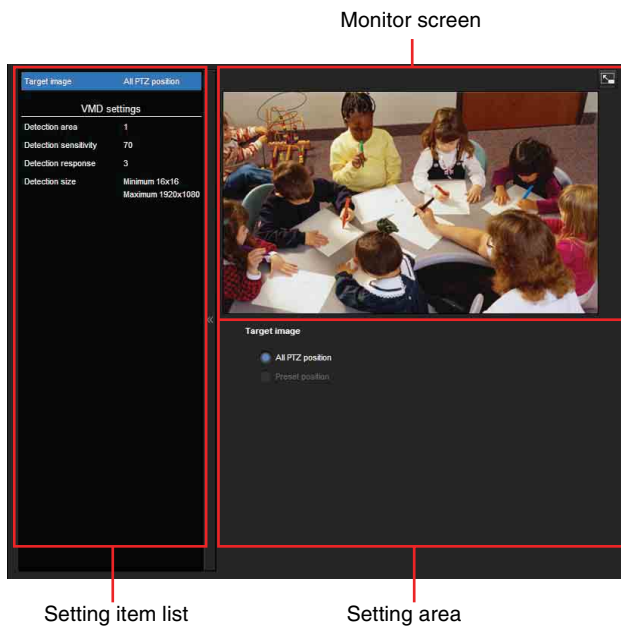 Monitor screen
Target image All PTZ position
VMD settings
Detection area 1
Detection sensitivity 70
Detection response 3
Detection size Minimum 16x16
Maximum 1920x1080
«
Target image
All PTZ position
Preset position
Setting item list
Setting area